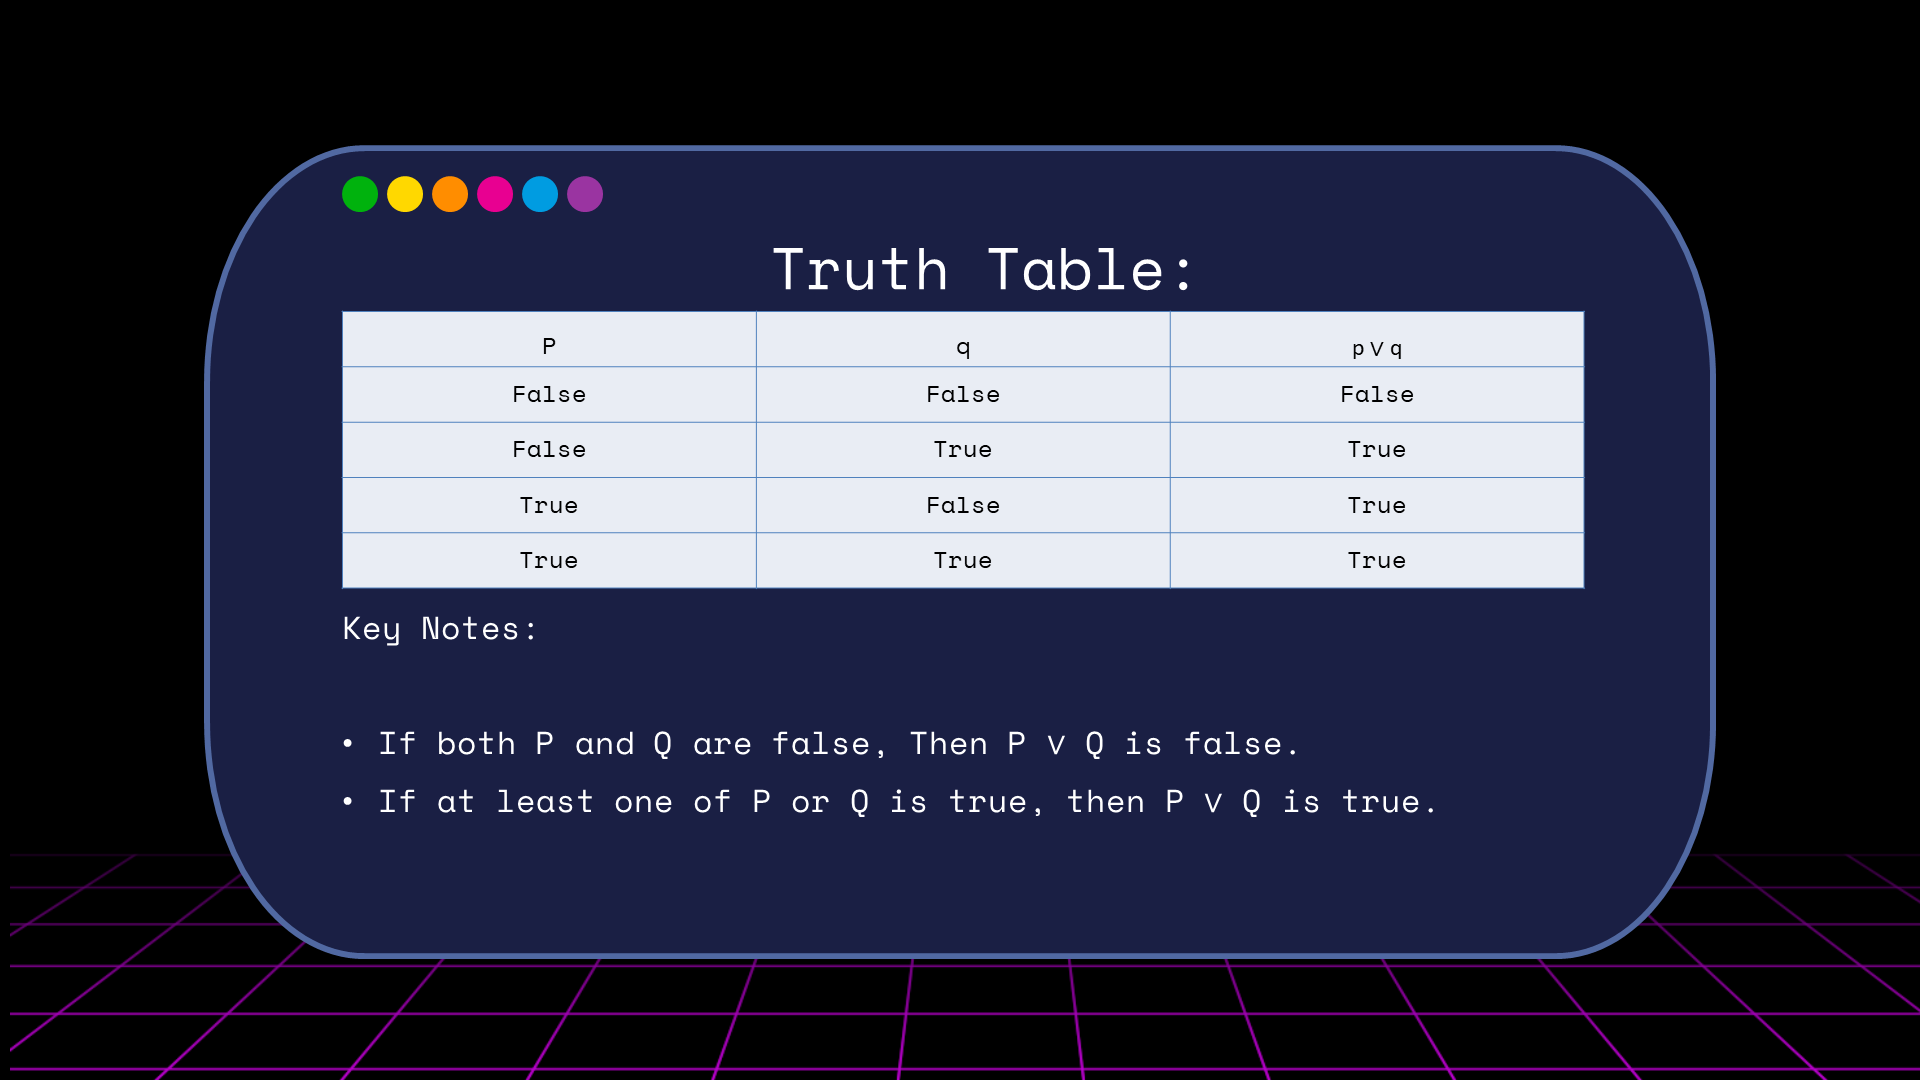 Truth Table:
P q p ∨ q
False False False
False True True
True False True
True True True
Key Notes:
• If both P and Q are false, Then P ∨ Q is false.
• If at least one of P or Q is true, then P ∨ Q is true.